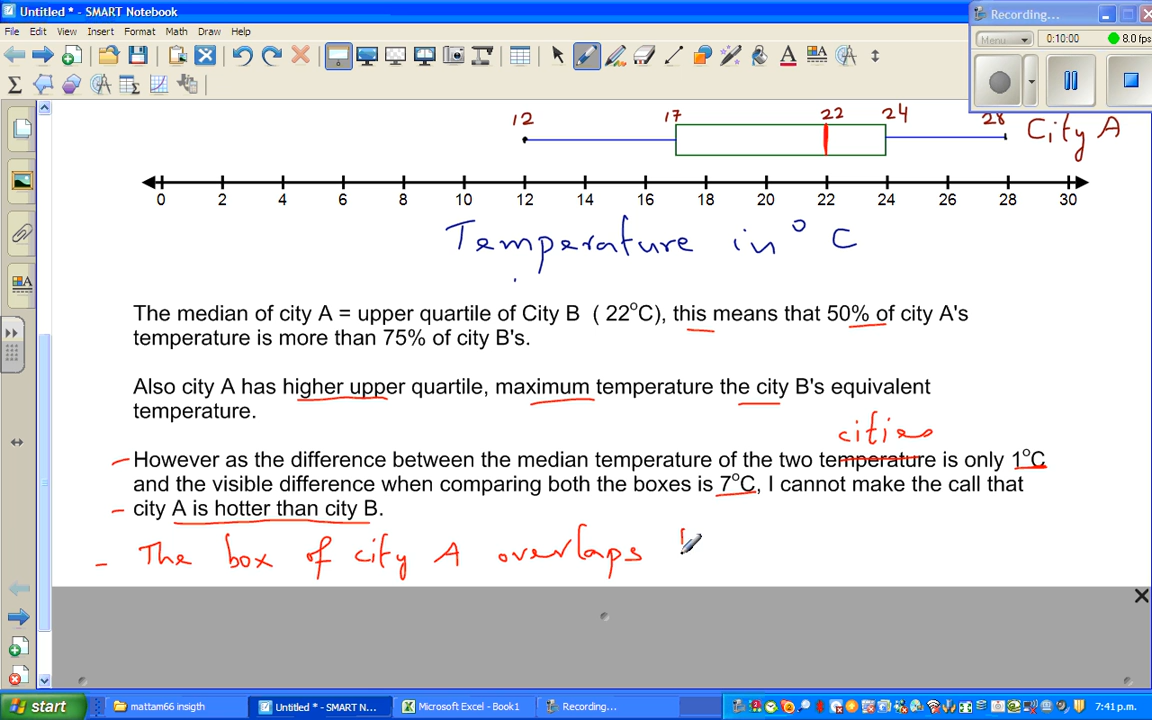 Untitled * - SMART Notebook
Recording...
File Edit View Insert Format Math Draw Help
Menu 0:10:00 8.0 fps
12 17 22 24 28 City A
0 2 4 6 8 10 12 14 16 18 20 22 24 26 28 30
Temperature in ° C
The median of city A = upper quartile of City B ( 22°C), this means that 50% of city A's
temperature is more than 75% of city B's.
Also city A has higher upper quartile, maximum temperature the city B's equivalent
temperature.
cities
However as the difference between the median temperature of the two temperature is only 1°C
and the visible difference when comparing both the boxes is 7°C, I cannot make the call that
city A is hotter than city B.
- The box of city A overlaps
start mattam66 insigth Untitled * - SMART N... Microsoft Excel - Book1 Recording... 7:41 p.m.